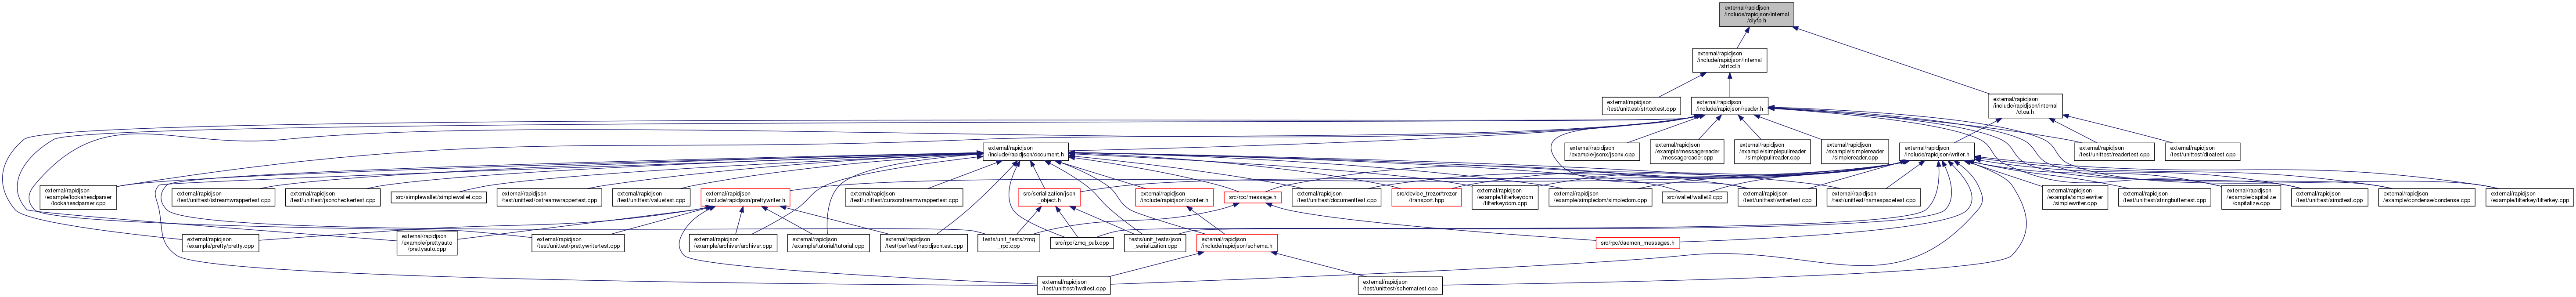 external/rapidjson
/include/rapidjson/internal
/diyfp.h
external/rapidjson
/include/rapidjson/internal
/strtod.h
external/rapidjson
/test/unittest/strtodtest.cpp
external/rapidjson
/include/rapidjson/reader.h
external/rapidjson
/include/rapidjson/internal
/dtoa.h
external/rapidjson
/include/rapidjson/document.h
external/rapidjson
/example/jsonx/jsonx.cpp
external/rapidjson
/example/messagereader
/messagereader.cpp
external/rapidjson
/example/simplepullreader
/simplepullreader.cpp
external/rapidjson
/example/simplereader
/simplereader.cpp
external/rapidjson
/include/rapidjson/writer.h
external/rapidjson
/test/unittest/readertest.cpp
external/rapidjson
/test/unittest/dtoatest.cpp
external/rapidjson
/example/lookaheadparser
/lookaheadparser.cpp
external/rapidjson
/test/unittest/istreamwrappertest.cpp
external/rapidjson
/test/unittest/jsoncheckertest.cpp
src/simplewallet/simplewallet.cpp
external/rapidjson
/test/unittest/ostreamwrappertest.cpp
external/rapidjson
/test/unittest/valuetest.cpp
external/rapidjson
/include/rapidjson/prettywriter.h
external/rapidjson
/test/unittest/cursorstreamwrappertest.cpp
src/serialization/json
_object.h
external/rapidjson
/include/rapidjson/pointer.h
src/rpc/message.h
external/rapidjson
/test/unittest/documenttest.cpp
src/device_trezor/trezor
/transport.hpp
external/rapidjson
/example/filterkeydom
/filterkeydom.cpp
external/rapidjson
/example/simpledom/simpledom.cpp
src/wallet/wallet2.cpp
external/rapidjson
/test/unittest/writertest.cpp
external/rapidjson
/test/unittest/namespacetest.cpp
external/rapidjson
/example/simplewriter
/simplewriter.cpp
external/rapidjson
/test/unittest/stringbuffertest.cpp
external/rapidjson
/example/capitalize
/capitalize.cpp
external/rapidjson
/test/unittest/simdtest.cpp
external/rapidjson
/example/condense/condense.cpp
external/rapidjson
/example/filterkey/filterkey.cpp
external/rapidjson
/example/pretty/pretty.cpp
external/rapidjson
/example/prettyauto
/prettyauto.cpp
external/rapidjson
/test/unittest/prettywritertest.cpp
external/rapidjson
/example/archiver/archiver.cpp
external/rapidjson
/example/tutorial/tutorial.cpp
external/rapidjson
/test/perftest/rapidjsontest.cpp
tests/unit_tests/zmq
_rpc.cpp
src/rpc/zmq_pub.cpp
tests/unit_tests/json
_serialization.cpp
external/rapidjson
/include/rapidjson/schema.h
src/rpc/daemon_messages.h
external/rapidjson
/test/unittest/fwdtest.cpp
external/rapidjson
/test/unittest/schematest.cpp